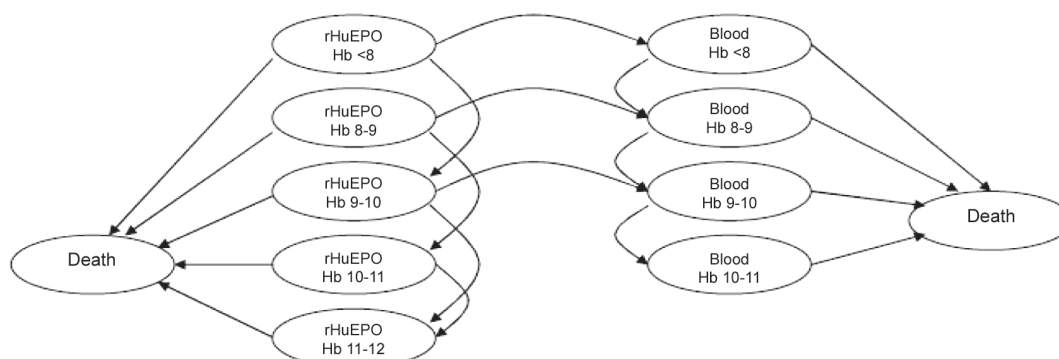 rHuEPO
Hb <8
Blood
Hb <8
rHuEPO
Hb 8-9
Blood
Hb 8-9
rHuEPO
Hb 9-10
Blood
Hb 9-10
Death
Death
rHuEPO
Hb 10-11
Blood
Hb 10-11
rHuEPO
Hb 11-12